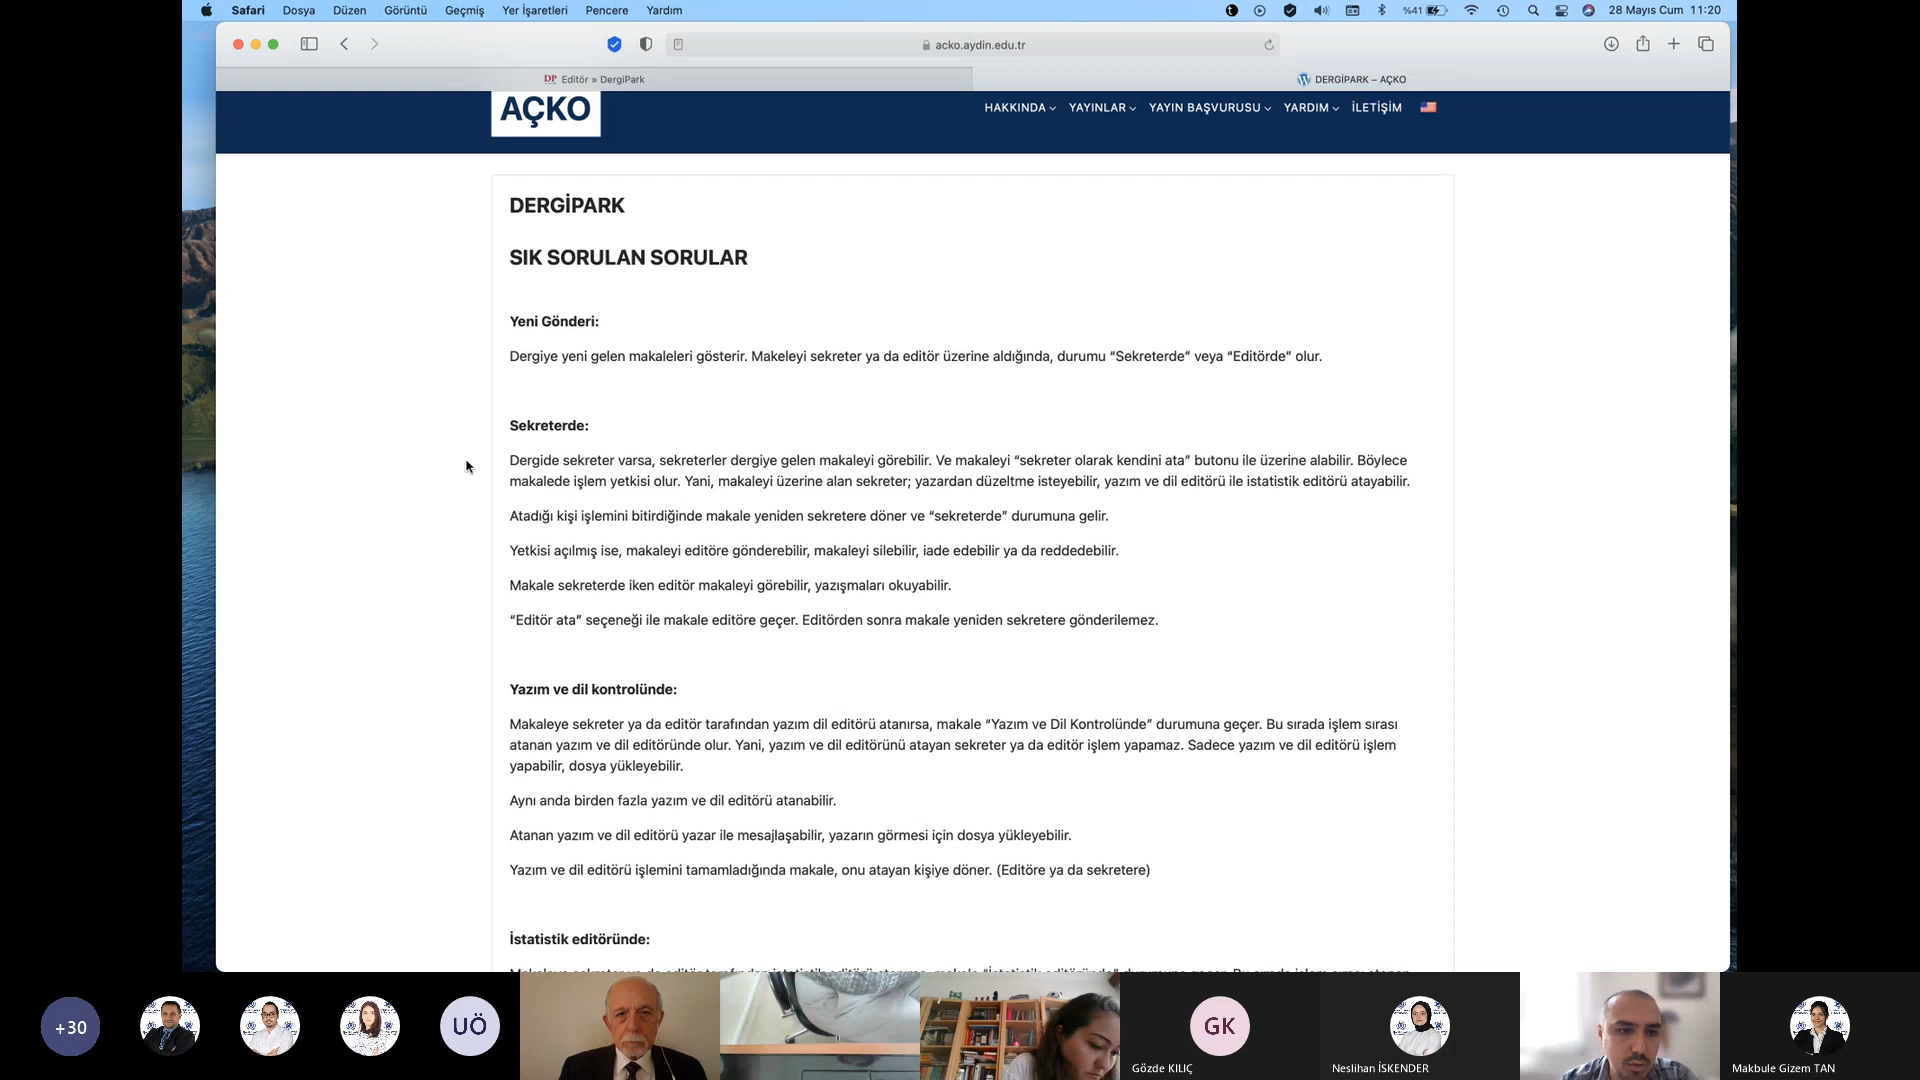 Safari Dosya Düzen Görüntü Geçmiş Yer İşaretleri Pencere Yardım %41 28 Mayıs Cum 11:20
acko.aydin.edu.tr
DP Editör » DergiPark DERGİPARK – AÇKO
AÇKO HAKKINDA YAYINLAR YAYIN BAŞVURUSU YARDIM İLETİŞİM
DERGİPARK
SIK SORULAN SORULAR
Yeni Gönderi:
Dergiye yeni gelen makaleleri gösterir. Makeleyi sekreter ya da editör üzerine aldığında, durumu “Sekreterde” veya “Editörde” olur.
Sekreterde:
Dergide sekreter varsa, sekreterler dergiye gelen makaleyi görebilir. Ve makaleyi “sekreter olarak kendini ata” butonu ile üzerine alabilir. Böylece
makalede işlem yetkisi olur. Yani, makaleyi üzerine alan sekreter; yazardan düzeltme isteyebilir, yazım ve dil editörü ile istatistik editörü atayabilir.
Atadığı kişi işlemini bitirdiğinde makale yeniden sekretere döner ve “sekreterde” durumuna gelir.
Yetkisi açılmış ise, makaleyi editöre gönderebilir, makaleyi silebilir, iade edebilir ya da reddedebilir.
Makale sekreterde iken editör makaleyi görebilir, yazışmaları okuyabilir.
“Editör ata” seçeneği ile makale editöre geçer. Editörden sonra makale yeniden sekretere gönderilemez.
Yazım ve dil kontrolünde:
Makaleye sekreter ya da editör tarafından yazım dil editörü atanırsa, makale “Yazım ve Dil Kontrolünde” durumuna geçer. Bu sırada işlem sırası
atanan yazım ve dil editöründe olur. Yani, yazım ve dil editörünü atayan sekreter ya da editör işlem yapamaz. Sadece yazım ve dil editörü işlem
yapabilir, dosya yükleyebilir.
Aynı anda birden fazla yazım ve dil editörü atanabilir.
Atanan yazım ve dil editörü yazar ile mesajlaşabilir, yazarın görmesi için dosya yükleyebilir.
Yazım ve dil editörü işlemini tamamladığında makale, onu atayan kişiye döner. (Editöre ya da sekretere)
İstatistik editöründe:
+30 UÖ GK
Gözde KILIÇ Neslihan İSKENDER Makbule Gizem TAN